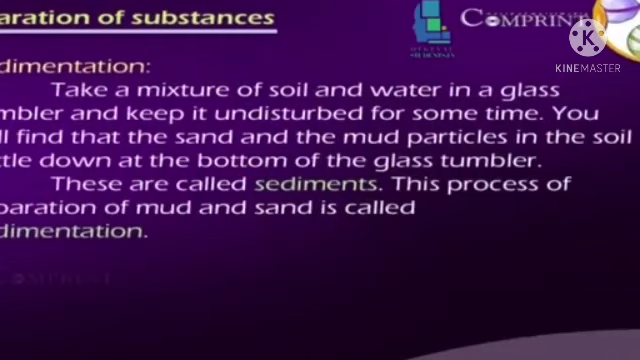 aration of substances
COMPRINT
KINEMASTER
dimentation:
Take a mixture of soil and water in a glass
mbler and keep it undisturbed for some time. You
ll find that the sand and the mud particles in the soil
ttle down at the bottom of the glass tumbler.
These are called sediments. This process of
paration of mud and sand is called
dimentation.